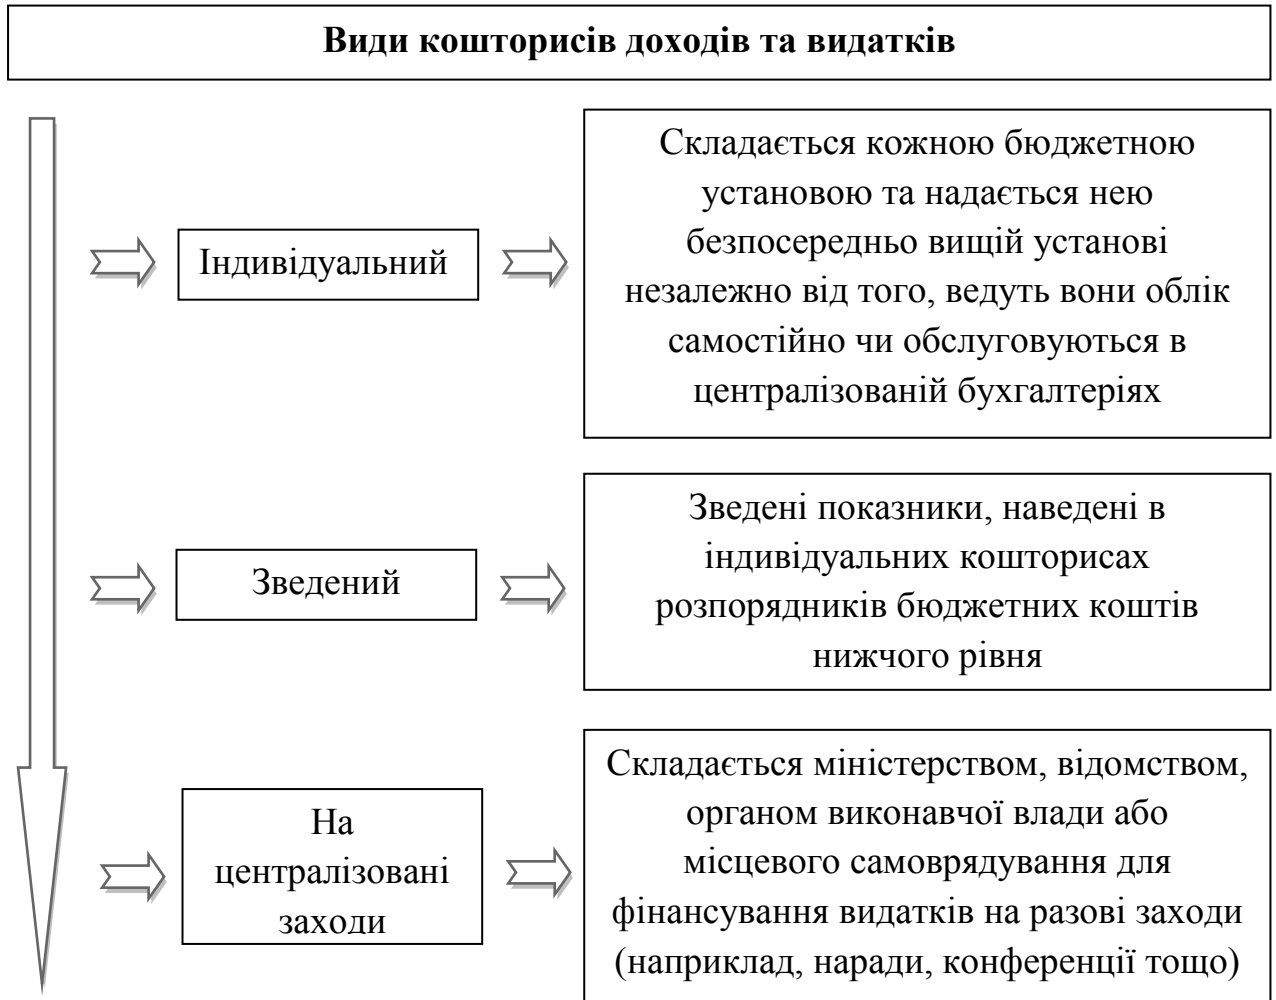 Види кошторисів доходів та видатків
Індивідуальний
Складається кожною бюджетною
установою та надається нею
безпосередньо вищій установі
незалежно від того, ведуть вони облік
самостійно чи обслуговуються в
централізованій бухгалтеріях
Зведений
Зведені показники, наведені в
індивідуальних кошторисах
розпорядників бюджетних коштів
нижчого рівня
На
централізовані
заходи
Складається міністерством, відомством,
органом виконавчої влади або
місцевого самоврядування для
фінансування видатків на разові заходи
(наприклад, наради, конференції тощо)